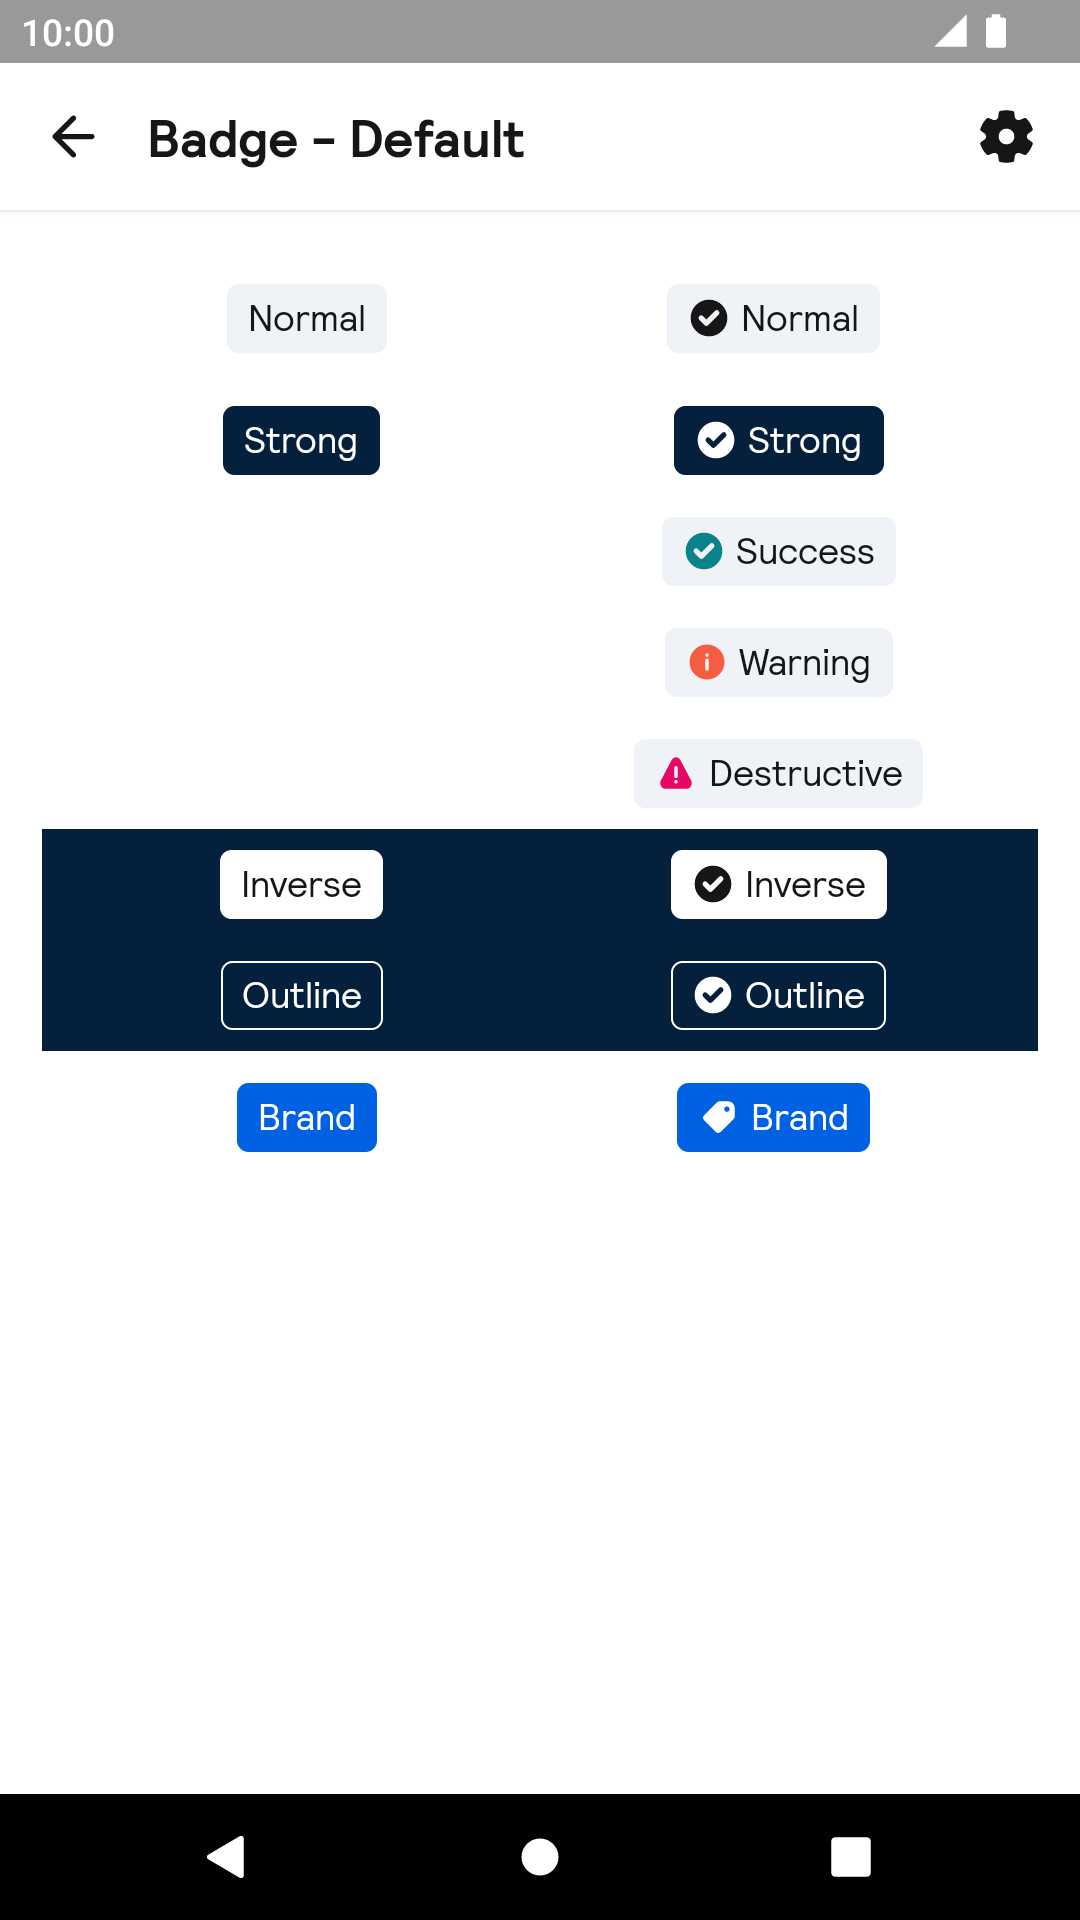 10:00
Badge - Default
Normal Normal
Strong Strong
Success
Warning
Destructive
Inverse Inverse
Outline Outline
Brand Brand